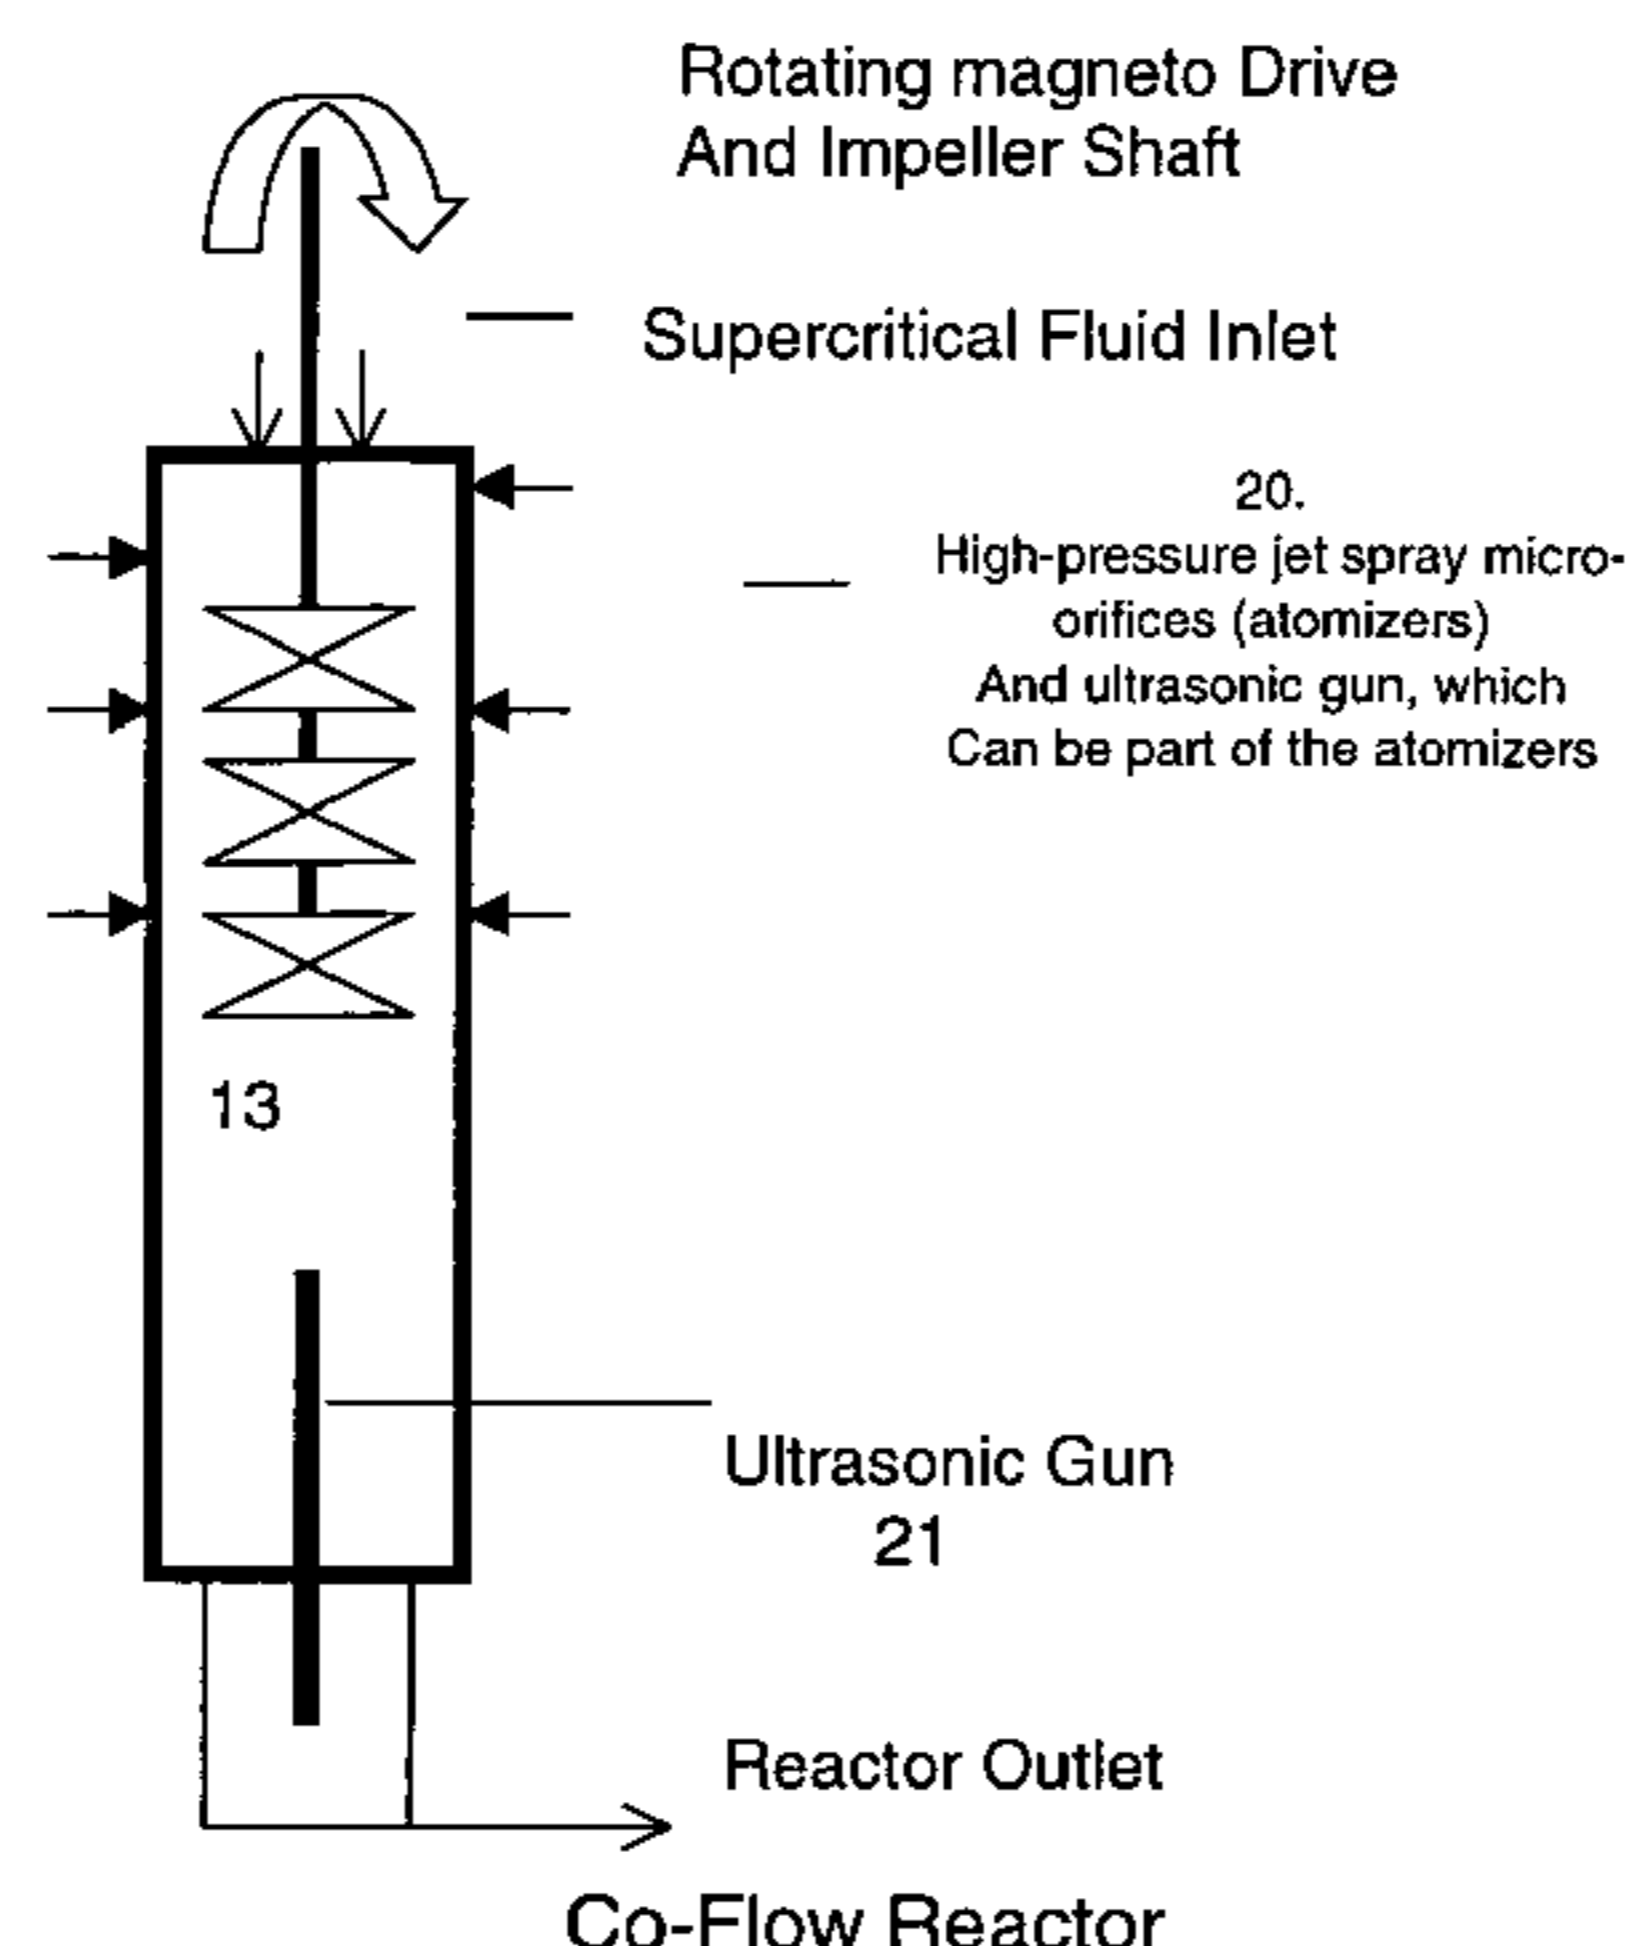 Rotating magneto Drive
And Impeller Shaft
Supercritical Fluid Inlet
20.
High-pressure jet spray micro-
orifices (atomizers)
And ultrasonic gun, which
Can be part of the atomizers
13
Ultrasonic Gun
21
Reactor Outlet
Co-Flow Reactor